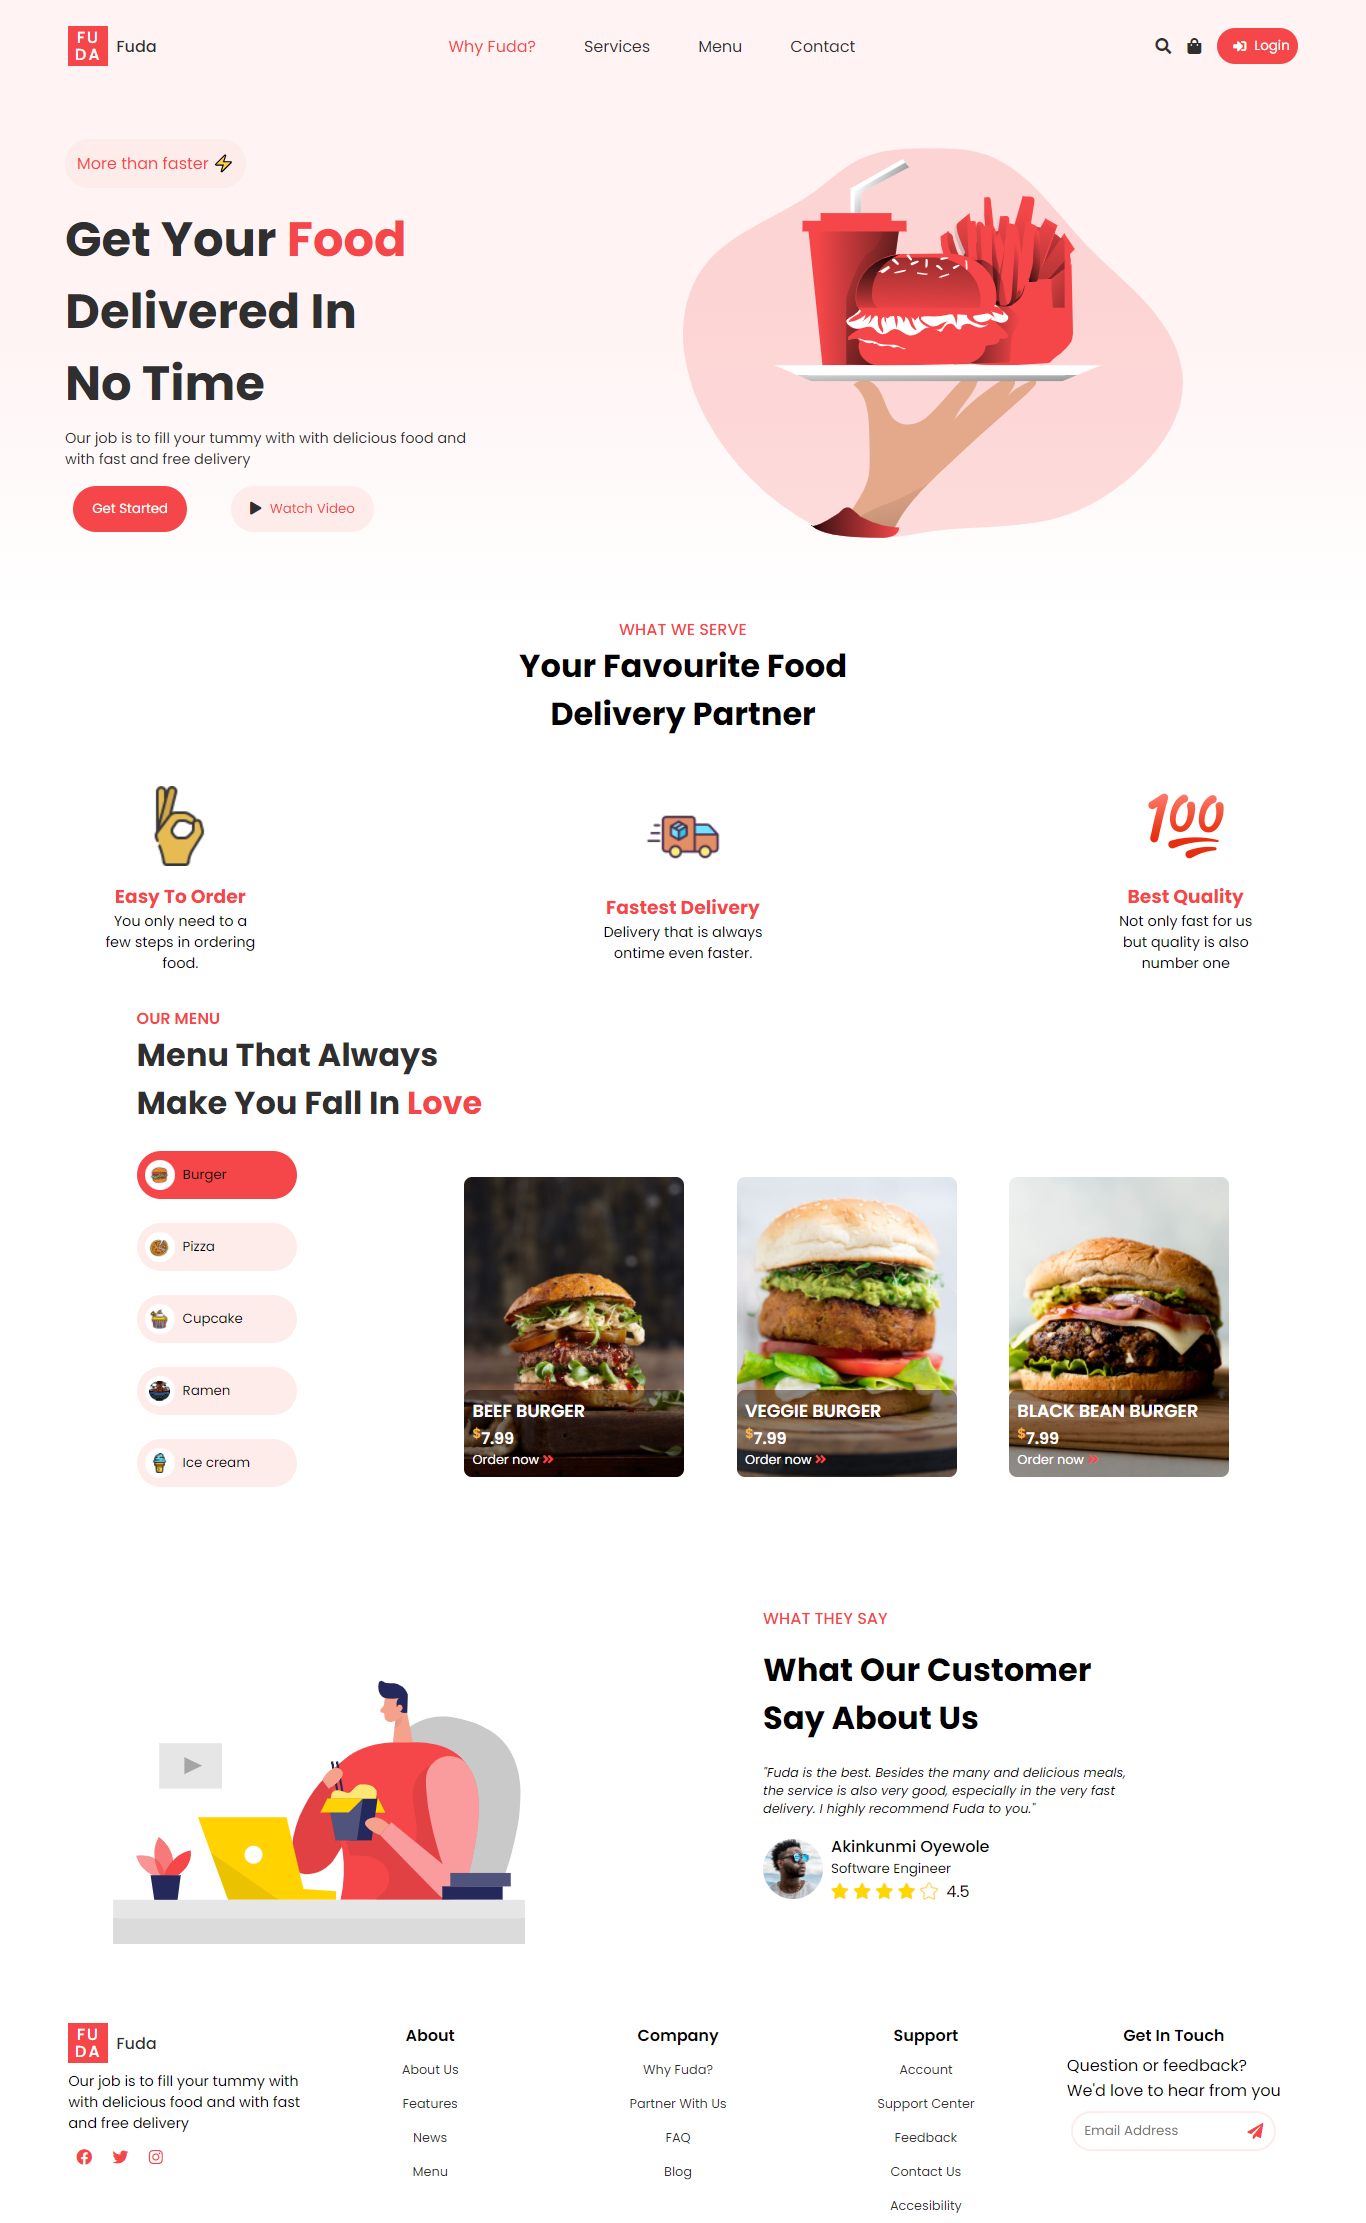 FU
DA
Fuda
Why Fuda?
Services
Menu
Contact
Login
More than faster
Get Your Food
Delivered In
No Time
Our job is to fill your tummy with with delicious food and
with fast and free delivery
Get Started
Watch Video
WHAT WE SERVE
Your Favourite Food
Delivery Partner
100
Easy To Order
You only need to a
few steps in ordering
food.
Fastest Delivery
Delivery that is always
ontime even faster.
Best Quality
Not only fast for us
but quality is also
number one
OUR MENU
Menu That Always
Make You Fall In Love
Burger
Pizza
Cupcake
Ramen
Ice cream
BEEF BURGER
$7.99
Order now
VEGGIE BURGER
$7.99
Order now
BLACK BEAN BURGER
$7.99
Order now
WHAT THEY SAY
What Our Customer
Say About Us
"Fuda is the best. Besides the many and delicious meals,
the service is also very good, especially in the very fast
delivery. I highly recommend Fuda to you."
Akinkunmi Oyewole
Software Engineer
4.5
FU
DA
Fuda
Our job is to fill your tummy with
with delicious food and with fast
and free delivery
About
About Us
Features
News
Menu
Company
Why Fuda?
Partner With Us
FAQ
Blog
Support
Account
Support Center
Feedback
Contact Us
Accesibility
Get In Touch
Question or feedback?
We'd love to hear from you
Email Address